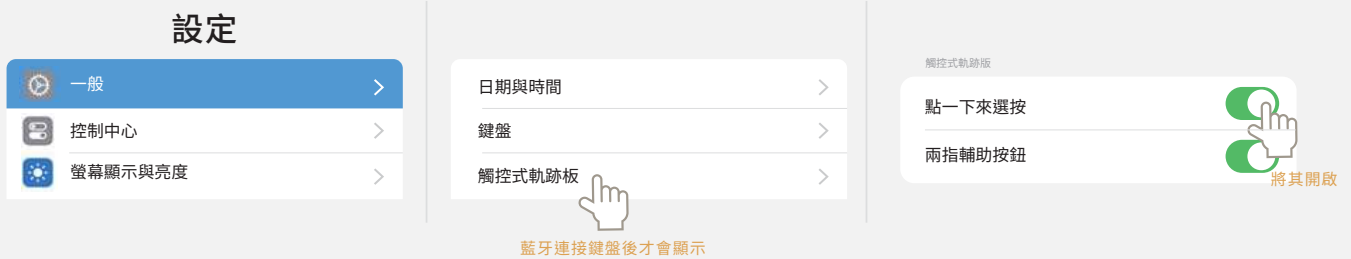 設定
一般
控制中心
螢幕顯示與亮度
日期與時間
鍵盤
觸控式軌跡板
藍牙連接鍵盤後才會顯示
觸控式軌跡版
點一下來選按
兩指輔助按鈕
將其開啟